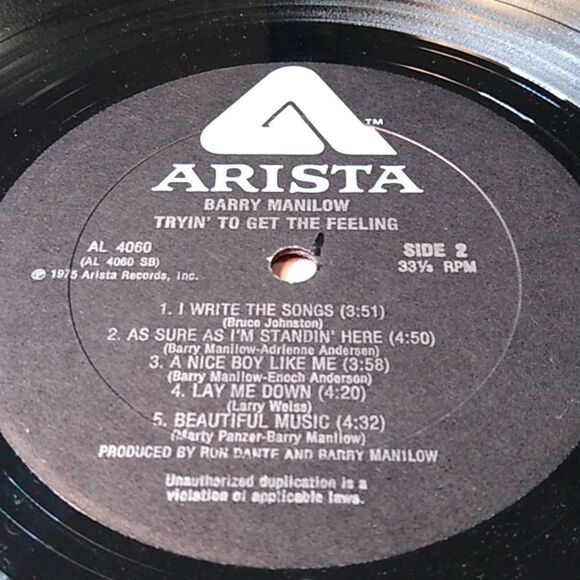 ARISTA™
BARRY MANILOW
TRYIN' TO GET THE FEELING
AL 4060
(AL 4060 SB)
℗ 1975 Arista Records, Inc.
SIDE 2
33⅓ RPM
1. I WRITE THE SONGS (3:51)
(Bruce Johnston)
2. AS SURE AS I'M STANDIN' HERE (4:50)
(Barry Manilow-Adrienne Anderson)
3. A NICE BOY LIKE ME (3:58)
(Barry Manilow-Enoch Anderson)
4. LAY ME DOWN (4:20)
(Larry Weiss)
5. BEAUTIFUL MUSIC (4:32)
(Marty Panzer-Barry Manilow)
PRODUCED BY RON DANTE AND BARRY MANILOW
Unauthorized duplication is a
violation of applicable laws.